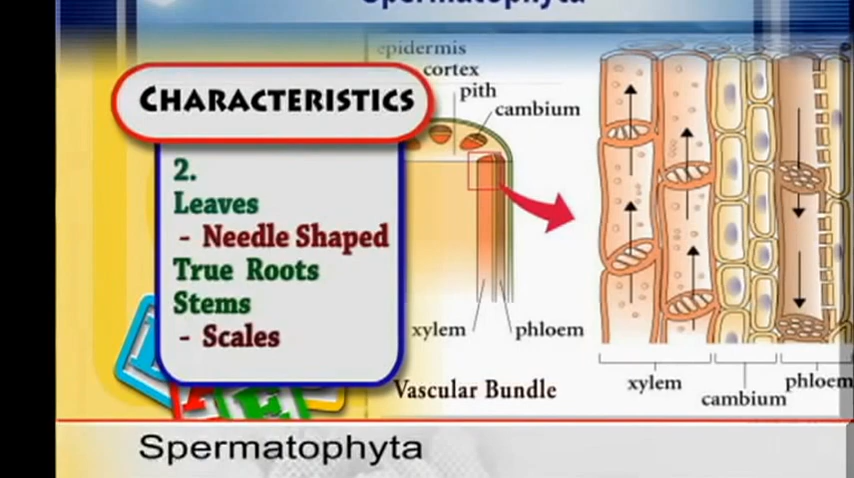 Spermatophyta
epidermis
cortex
pith
cambium
CHARACTERISTICS
2.
Leaves
- Needle Shaped
True Roots
Stems
- Scales
xylem
phloem
Vascular Bundle
xylem
cambium
phloem
Spermatophyta